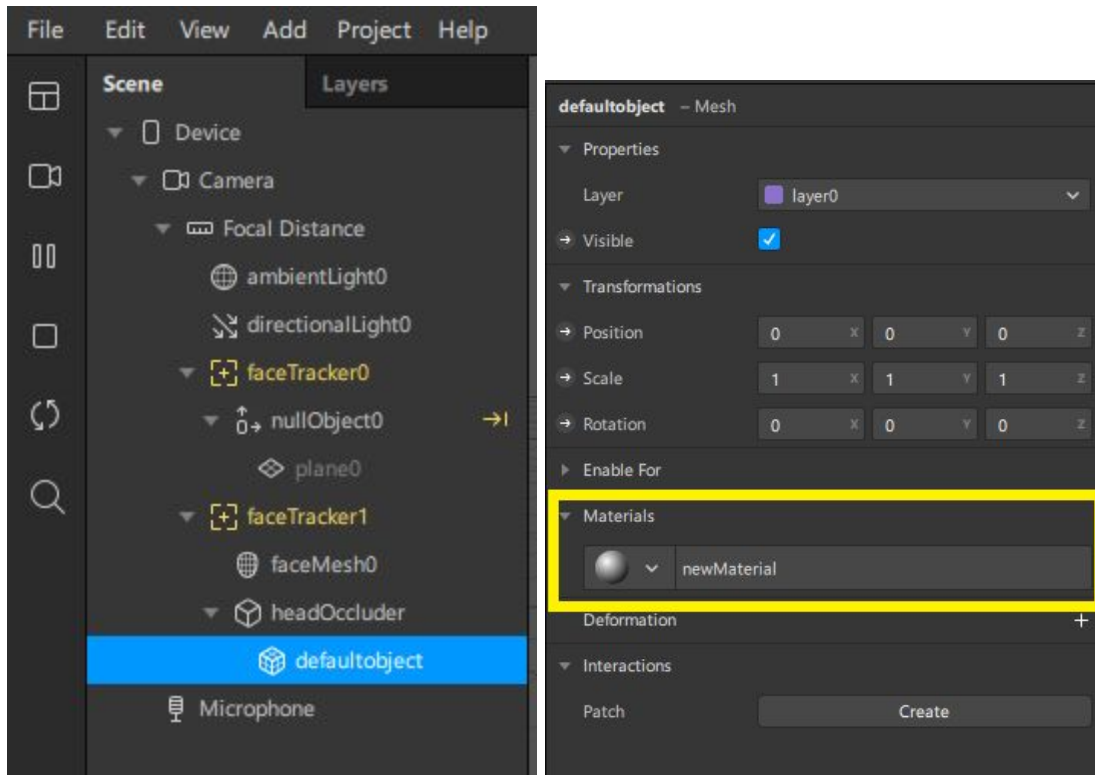 File Edit View Add Project Help
Scene Layers
Device
Camera
Focal Distance
ambientLight0
directionalLight0
faceTracker0
nullObject0
plane0
faceTracker1
faceMesh0
headOccluder
defaultobject
Microphone
defaultobject – Mesh
Properties
Layer layer0
Visible
Transformations
Position 0 X 0 Y 0 Z
Scale 1 X 1 Y 1 Z
Rotation 0 X 0 Y 0 Z
Enable For
Materials
newMaterial
Deformation +
Interactions
Patch Create